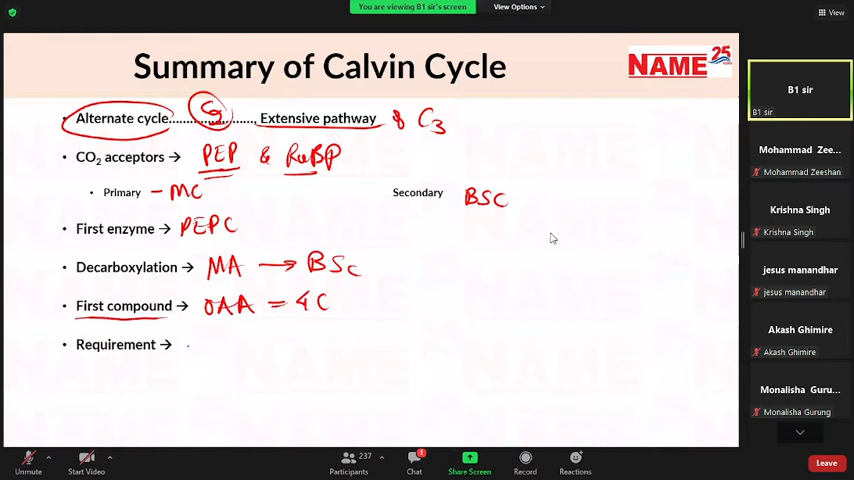 You are viewing B1 sir's screen View Options
View
Summary of Calvin Cycle
NAME 25
• Alternate cycle.................., Extensive pathway & C3
• CO2 acceptors → PEP & RuBP
• Primary - MC Secondary BSC
• First enzyme → PEPC
• Decarboxylation → MA → BSC
• First compound → OAA = 4C
• Requirement →
B1 sir
B1 sir
Mohammad Zee...
Mohammad Zeeshan
Krishna Singh
Krishna Singh
jesus manandhar
jesus manandhar
Akash Ghimire
Akash Ghimire
Monalisha Guru...
Monalisha Gurung
Unmute Start Video Participants 237 Chat 1 Share Screen Record Reactions Leave